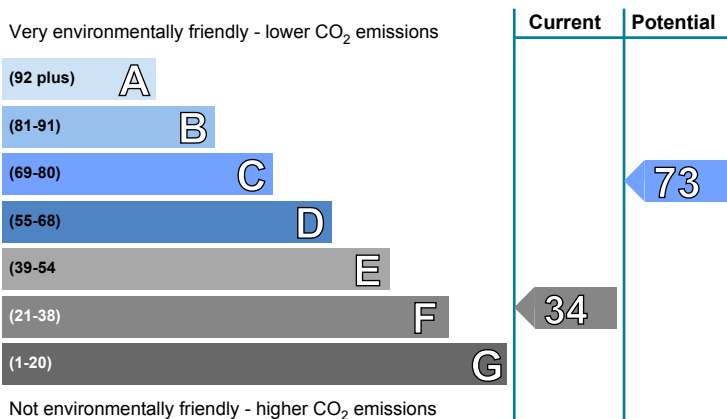 Very environmentally friendly - lower CO₂ emissions
Current
Potential
(92 plus) A
(81-91) B
(69-80) C
73
(55-68) D
(39-54 E
(21-38) F
34
(1-20) G
Not environmentally friendly - higher CO₂ emissions